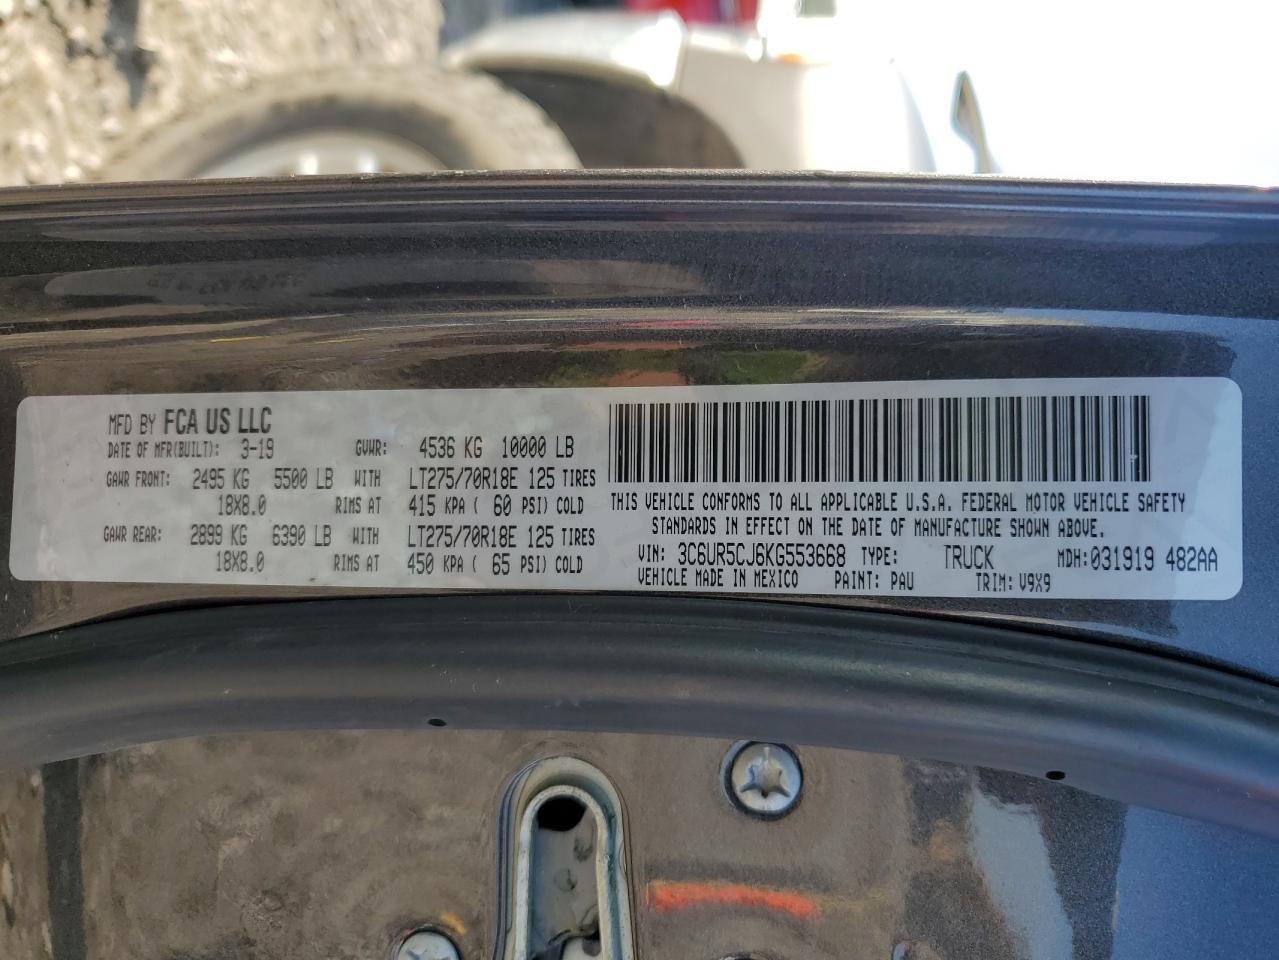 MFD BY FCA US LLC
DATE OF MFR(BUILT): 3-19 GVWR: 4536 KG 10000 LB
GAWR FRONT: 2495 KG 5500 LB WITH LT275/70R18E 125 TIRES
18X8.0 RIMS AT 415 KPA ( 60 PSI) COLD
GAWR REAR: 2899 KG 6390 LB WITH LT275/70R18E 125 TIRES
18X8.0 RIMS AT 450 KPA ( 65 PSI) COLD
THIS VEHICLE CONFORMS TO ALL APPLICABLE U.S.A. FEDERAL MOTOR VEHICLE SAFETY
STANDARDS IN EFFECT ON THE DATE OF MANUFACTURE SHOWN ABOVE.
VIN: 3C6UR5CJ6KG553668 TYPE: TRUCK MDH: 031919 482AA
VEHICLE MADE IN MEXICO PAINT: PAU TRIM: V9X9